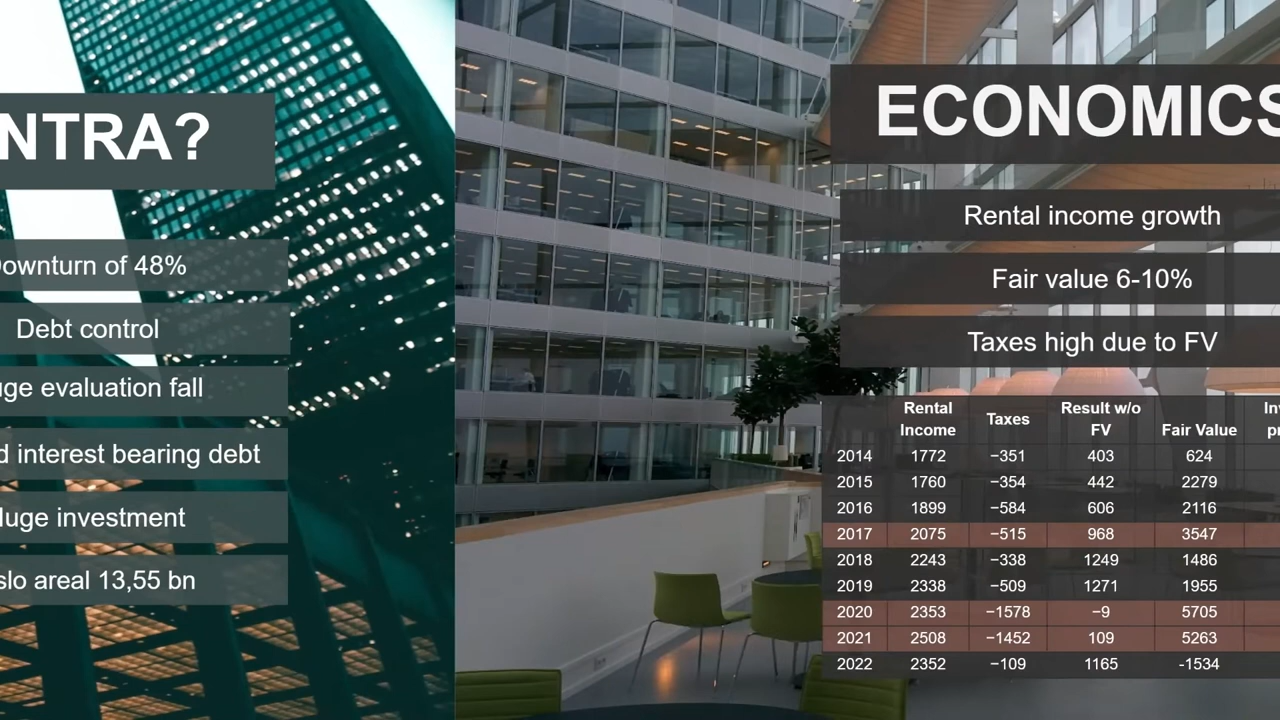 NTRA?
ownturn of 48%
Debt control
ge evaluation fall
d interest bearing debt
uge investment
slo areal 13,55 bn
ECONOMICS
Rental income growth
Fair value 6-10%
Taxes high due to FV
Rental Income Taxes Result w/o FV Fair Value In pr
2014 1772 −351 403 624
2015 1760 −354 442 2279
2016 1899 −584 606 2116
2017 2075 −515 968 3547
2018 2243 −338 1249 1486
2019 2338 −509 1271 1955
2020 2353 −1578 −9 5705
2021 2508 −1452 109 5263
2022 2352 −109 1165 -1534